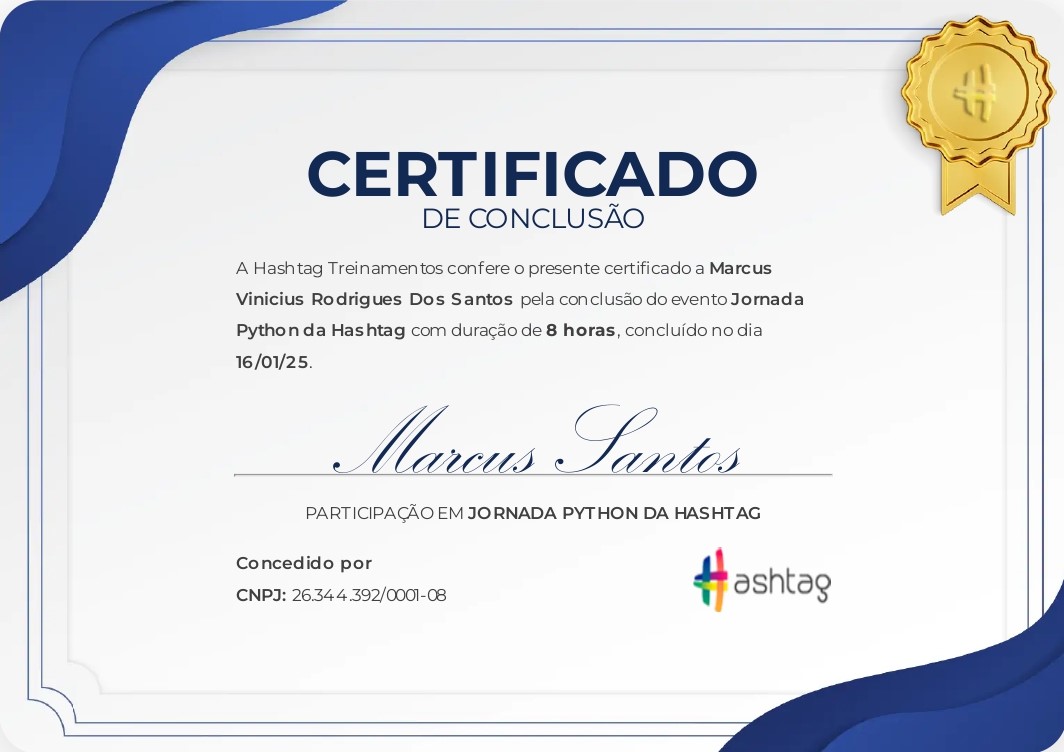 CERTIFICADO
DE CONCLUSÃO
A Hashtag Treinamentos confere o presente certificado a Marcus
Vinicius Rodrigues Dos Santos pela conclusão do evento Jornada
Python da Hashtag com duração de 8 horas, concluído no dia
16/01/25.
Marcus Santos
PARTICIPAÇÃO EM JORNADA PYTHON DA HASHTAG
Concedido por
CNPJ: 26.344.392/0001-08
ashtag